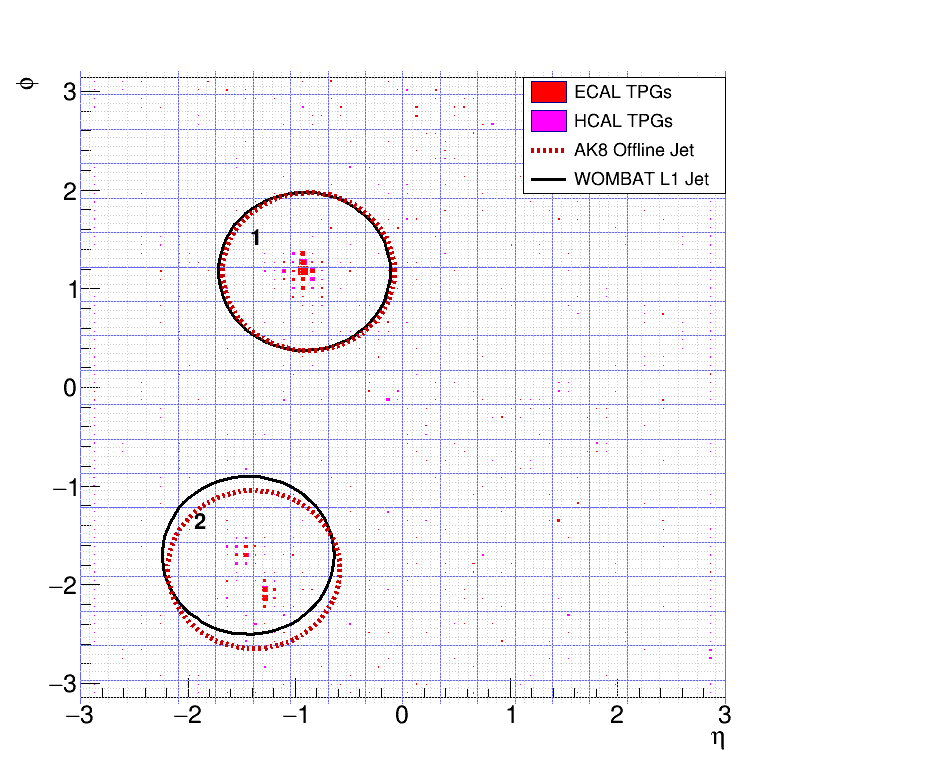 ϕ
3
2
1
0
−1
−2
−3
ECAL TPGs
HCAL TPGs
AK8 Offline Jet
WOMBAT L1 Jet
1
2
−3 −2 −1 0 1 2 3
η